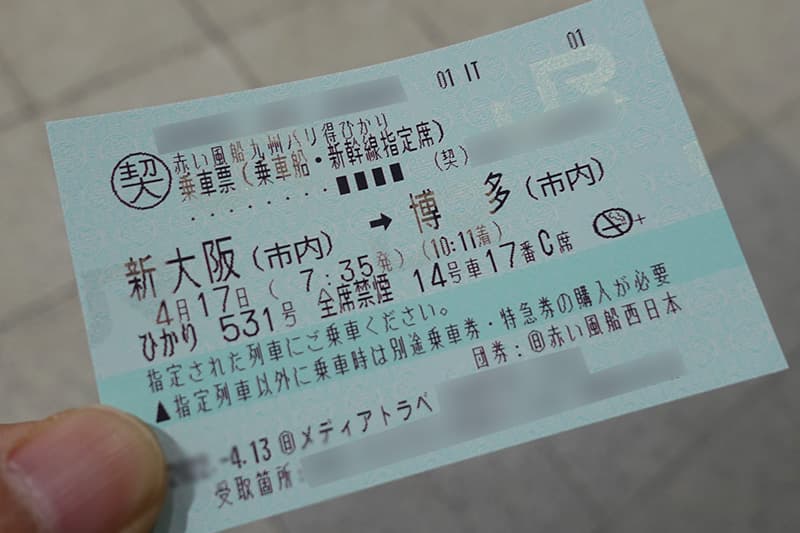 01 IT
01
JR
契 赤い風船九州バリ得ひかり
乗車票(乗車船・新幹線指定席)
(契)
新大阪(市内) ➡ 博多(市内)
4月17日( 7:35発)(10:11着)
ひかり 531号 全席禁煙 14号車17番C席
指定された列車にご乗車ください。
▲指定列車以外に乗車時は別途乗車券・特急券の購入が必要
団券:日赤い風船西日本
-4.13日メディアトラベ
受取箇所: